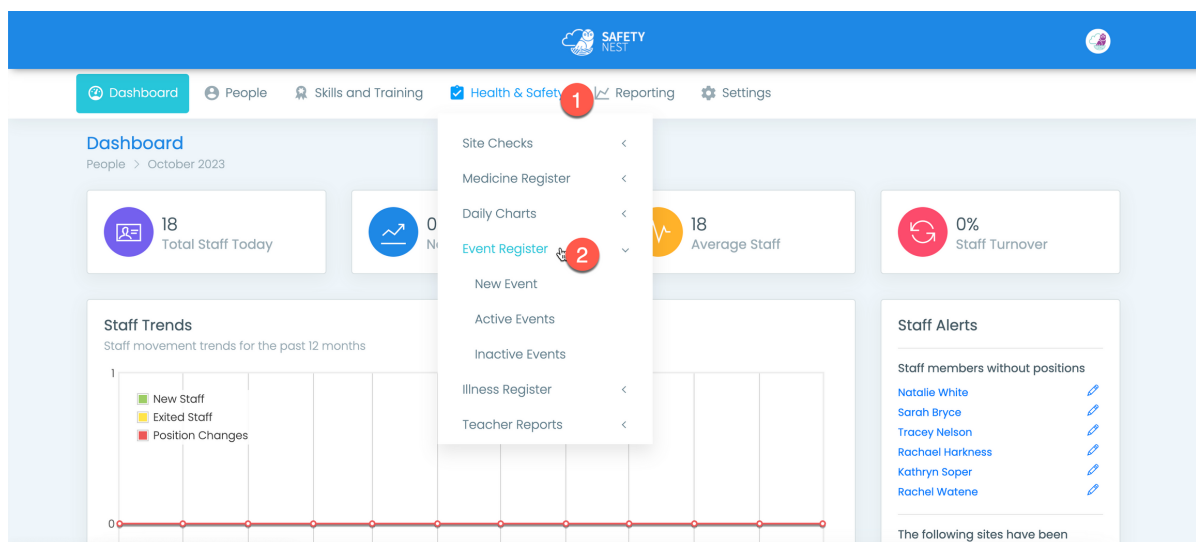 SAFETY
NEST
Dashboard
People
Skills and Training
Health & Safety
1
Reporting
Settings
Dashboard
People > October 2023
18
Total Staff Today
0
18
Average Staff
0%
Staff Turnover
Site Checks
Medicine Register
Daily Charts
Event Register
2
New Event
Active Events
Inactive Events
Illness Register
Teacher Reports
Staff Trends
Staff movement trends for the past 12 months
1
New Staff
Exited Staff
Position Changes
0
Staff Alerts
Staff members without positions
Natalie White
Sarah Bryce
Tracey Nelson
Rachael Harkness
Kathryn Soper
Rachel Watene
The following sites have been